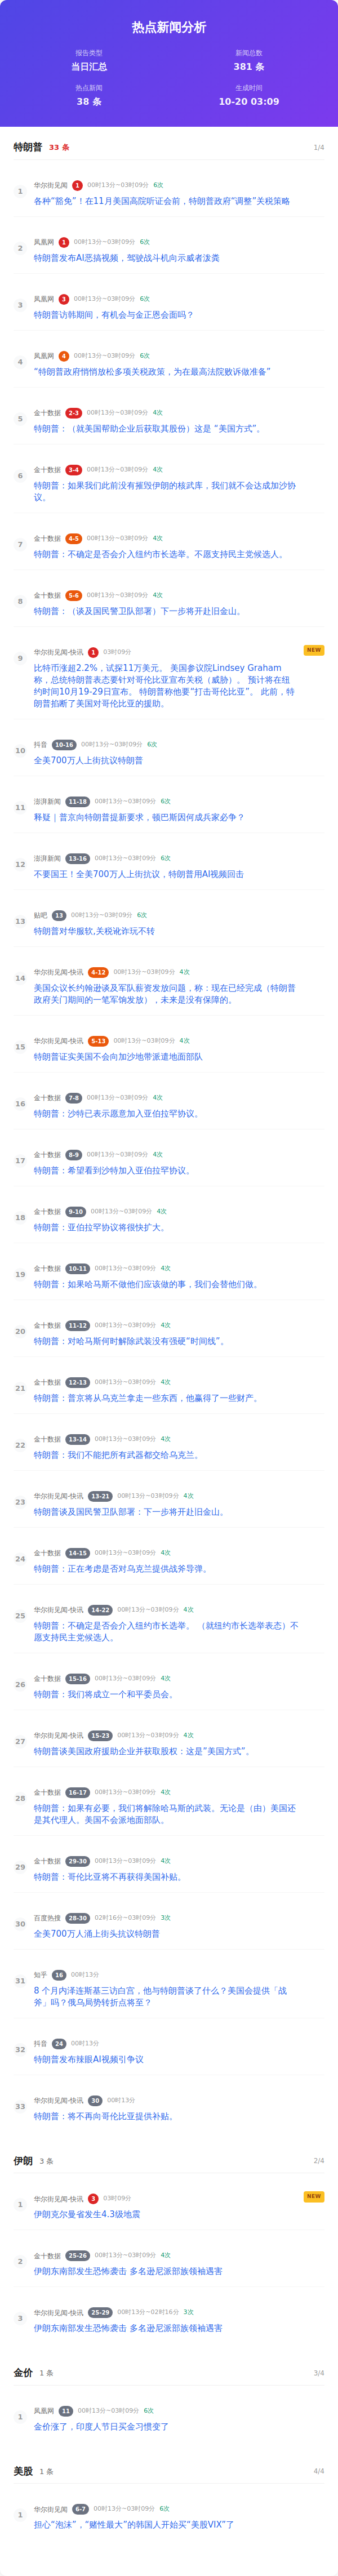 热点新闻分析
报告类型
新闻总数
当日汇总
381 条
热点新闻
生成时间
38 条
10-20 03:09
特朗普 33 条 1/4
1
华尔街见闻 1 00时13分~03时09分 6次
各种“豁免”！在11月美国高院听证会前，特朗普政府“调整”关税政策
2
凤凰网 1 00时13分~03时09分 6次
特朗普发布AI恶搞视频，驾驶战斗机向示威者泼粪
3
凤凰网 3 00时13分~03时09分 6次
特朗普访韩期间，有机会与金正恩会面吗？
4
凤凰网 4 00时13分~03时09分 6次
“特朗普政府悄悄放松多项关税政策，为在最高法院败诉做准备”
5
金十数据 2-3 00时13分~03时09分 4次
特朗普：（就美国帮助企业后获取其股份）这是 “美国方式”。
6
金十数据 3-4 00时13分~03时09分 4次
特朗普：如果我们此前没有摧毁伊朗的核武库，我们就不会达成加沙协
议。
7
金十数据 4-5 00时13分~03时09分 4次
特朗普：不确定是否会介入纽约市长选举。不愿支持民主党候选人。
8
金十数据 5-6 00时13分~03时09分 4次
特朗普：（谈及国民警卫队部署）下一步将开赴旧金山。
9
华尔街见闻-快讯 1 03时09分 NEW
比特币涨超2.2%，试探11万美元。 美国参议院Lindsey Graham
称，总统特朗普表态要针对哥伦比亚宣布关税（威胁）。 预计将在纽
约时间10月19-29日宣布。 特朗普称他要“打击哥伦比亚”。 此前，特
朗普掐断了美国对哥伦比亚的援助。
10
抖音 10-16 00时13分~03时09分 6次
全美700万人上街抗议特朗普
11
澎湃新闻 11-18 00时13分~03时09分 6次
释疑｜普京向特朗普提新要求，顿巴斯因何成兵家必争？
12
澎湃新闻 13-16 00时13分~03时09分 6次
不要国王！全美700万人上街抗议，特朗普用AI视频回击
13
贴吧 13 00时13分~03时09分 6次
特朗普对华服软,关税讹诈玩不转
14
华尔街见闻-快讯 4-12 00时13分~03时09分 4次
美国众议长约翰逊谈及军队薪资发放问题，称：现在已经完成（特朗普
政府关门期间的一笔军饷发放），未来是没有保障的。
15
华尔街见闻-快讯 5-13 00时13分~03时09分 4次
特朗普证实美国不会向加沙地带派遣地面部队
16
金十数据 7-8 00时13分~03时09分 4次
特朗普：沙特已表示愿意加入亚伯拉罕协议。
17
金十数据 8-9 00时13分~03时09分 4次
特朗普：希望看到沙特加入亚伯拉罕协议。
18
金十数据 9-10 00时13分~03时09分 4次
特朗普：亚伯拉罕协议将很快扩大。
19
金十数据 10-11 00时13分~03时09分 4次
特朗普：如果哈马斯不做他们应该做的事，我们会替他们做。
20
金十数据 11-12 00时13分~03时09分 4次
特朗普：对哈马斯何时解除武装没有强硬“时间线”。
21
金十数据 12-13 00时13分~03时09分 4次
特朗普：普京将从乌克兰拿走一些东西，他赢得了一些财产。
22
金十数据 13-14 00时13分~03时09分 4次
特朗普：我们不能把所有武器都交给乌克兰。
23
华尔街见闻-快讯 13-21 00时13分~03时09分 4次
特朗普谈及国民警卫队部署：下一步将开赴旧金山。
24
金十数据 14-15 00时13分~03时09分 4次
特朗普：正在考虑是否对乌克兰提供战斧导弹。
25
华尔街见闻-快讯 14-22 00时13分~03时09分 4次
特朗普：不确定是否会介入纽约市长选举。 （就纽约市长选举表态）不
愿支持民主党候选人。
26
金十数据 15-16 00时13分~03时09分 4次
特朗普：我们将成立一个和平委员会。
27
华尔街见闻-快讯 15-23 00时13分~03时09分 4次
特朗普谈美国政府援助企业并获取股权：这是“美国方式”。
28
金十数据 16-17 00时13分~03时09分 4次
特朗普：如果有必要，我们将解除哈马斯的武装。无论是（由）美国还
是其代理人。美国不会派地面部队。
29
金十数据 29-30 00时13分~03时09分 4次
特朗普：哥伦比亚将不再获得美国补贴。
30
百度热搜 28-30 02时16分~03时09分 3次
全美700万人涌上街头抗议特朗普
31
知乎 16 00时13分
8 个月内泽连斯基三访白宫，他与特朗普谈了什么？美国会提供「战
斧」吗？俄乌局势转折点将至？
32
抖音 24 00时13分
特朗普发布辣眼AI视频引争议
33
华尔街见闻-快讯 30 00时13分
特朗普：将不再向哥伦比亚提供补贴。
伊朗 3 条 2/4
1
华尔街见闻-快讯 3 03时09分 NEW
伊朗克尔曼省发生4.3级地震
2
金十数据 25-26 00时13分~03时09分 4次
伊朗东南部发生恐怖袭击 多名逊尼派部族领袖遇害
3
华尔街见闻-快讯 25-29 00时13分~02时16分 3次
伊朗东南部发生恐怖袭击 多名逊尼派部族领袖遇害
金价 1 条 3/4
1
凤凰网 11 00时13分~03时09分 6次
金价涨了，印度人节日买金习惯变了
美股 1 条 4/4
1
华尔街见闻 6-7 00时13分~03时09分 6次
担心“泡沫”，“赌性最大”的韩国人开始买“美股VIX”了